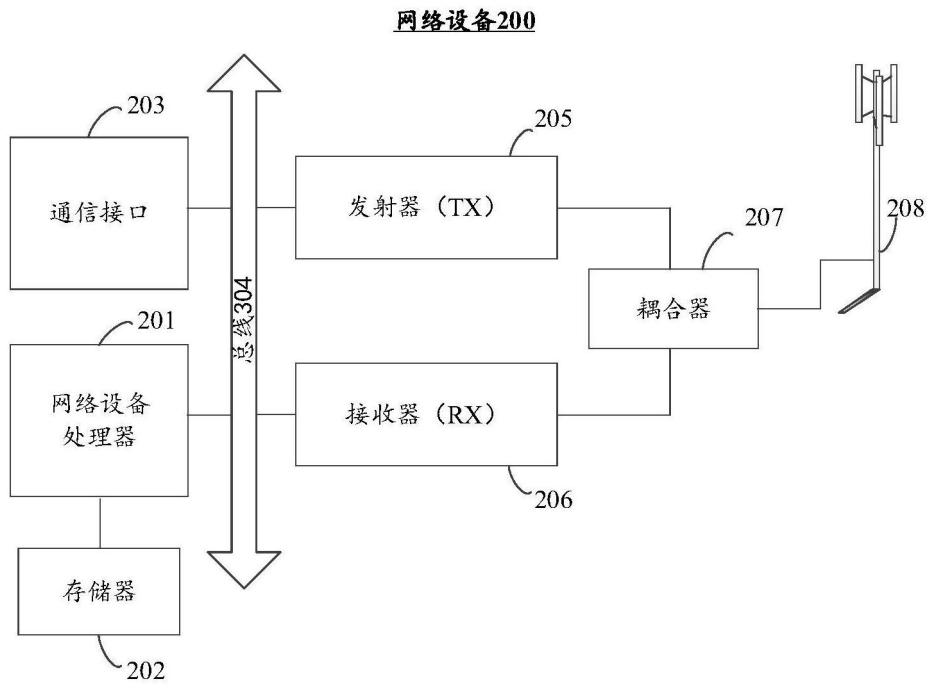 网络设备200
203
通信接口
205
发射器（TX）
207
208
耦合器
总线304
201
网络设备
处理器
接收器（RX）
206
存储器
202